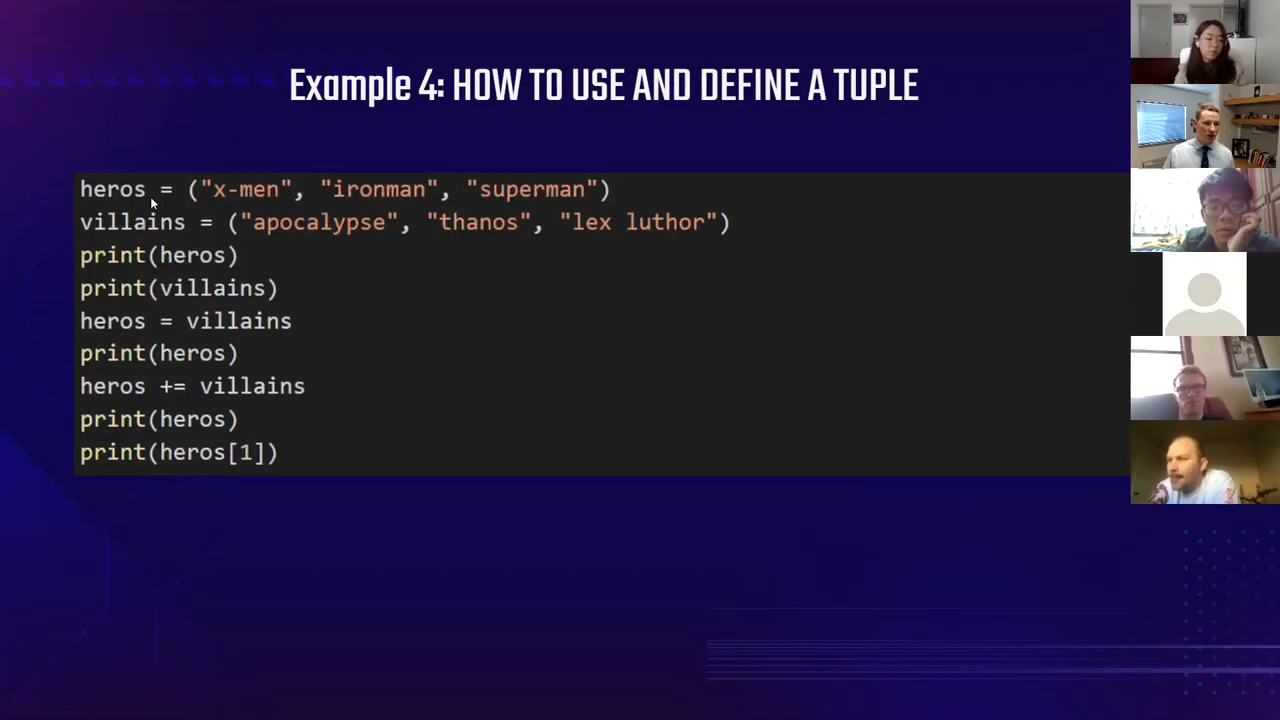 Example 4: HOW TO USE AND DEFINE A TUPLE
heros = ("x-men", "ironman", "superman")
villains = ("apocalypse", "thanos", "lex luthor")
print(heros)
print(villains)
heros = villains
print(heros)
heros += villains
print(heros)
print(heros[1])